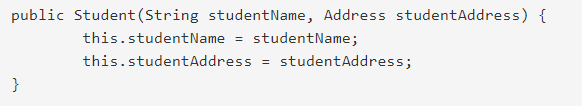 public Student(String studentName, Address studentAddress) {
        this.studentName = studentName;
        this.studentAddress = studentAddress;
}